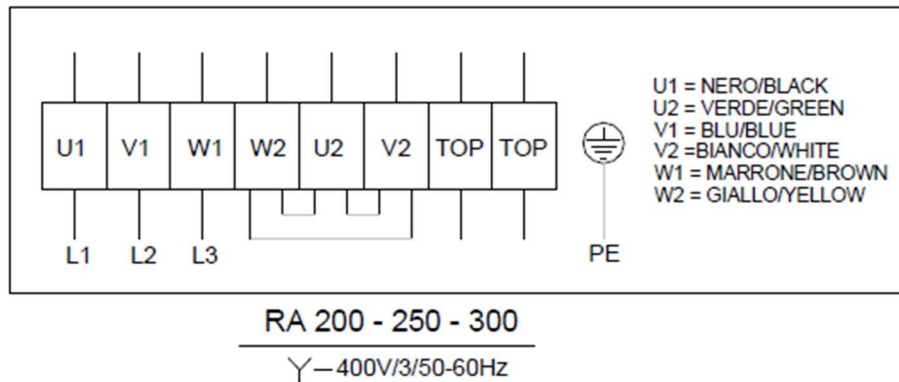 U1 V1 W1 W2 U2 V2 TOP TOP
L1 L2 L3 PE
U1 = NERO/BLACK
U2 = VERDE/GREEN
V1 = BLU/BLUE
V2 =BIANCO/WHITE
W1 = MARRONE/BROWN
W2 = GIALLO/YELLOW
RA 200 - 250 - 300
400V/3/50-60Hz